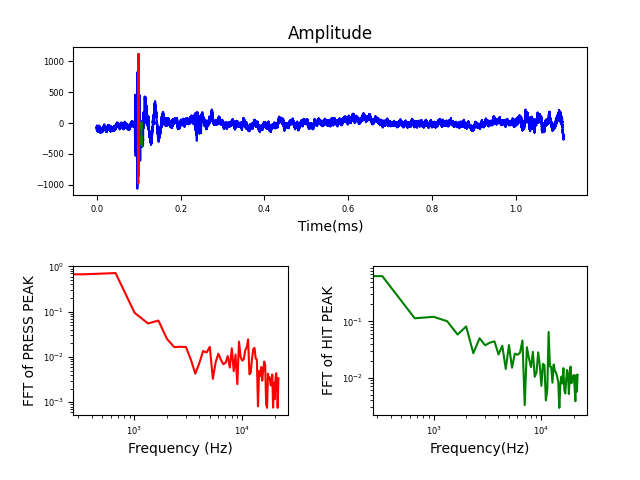 Amplitude
1000
500
0
−500
−1000
0.0 0.2 0.4 0.6 0.8 1.0
Time(ms)
FFT of PRESS PEAK
10⁰
10⁻¹
10⁻²
10⁻³
10³ 10⁴
Frequency (Hz)
FFT of HIT PEAK
10⁻¹
10⁻²
10³ 10⁴
Frequency(Hz)